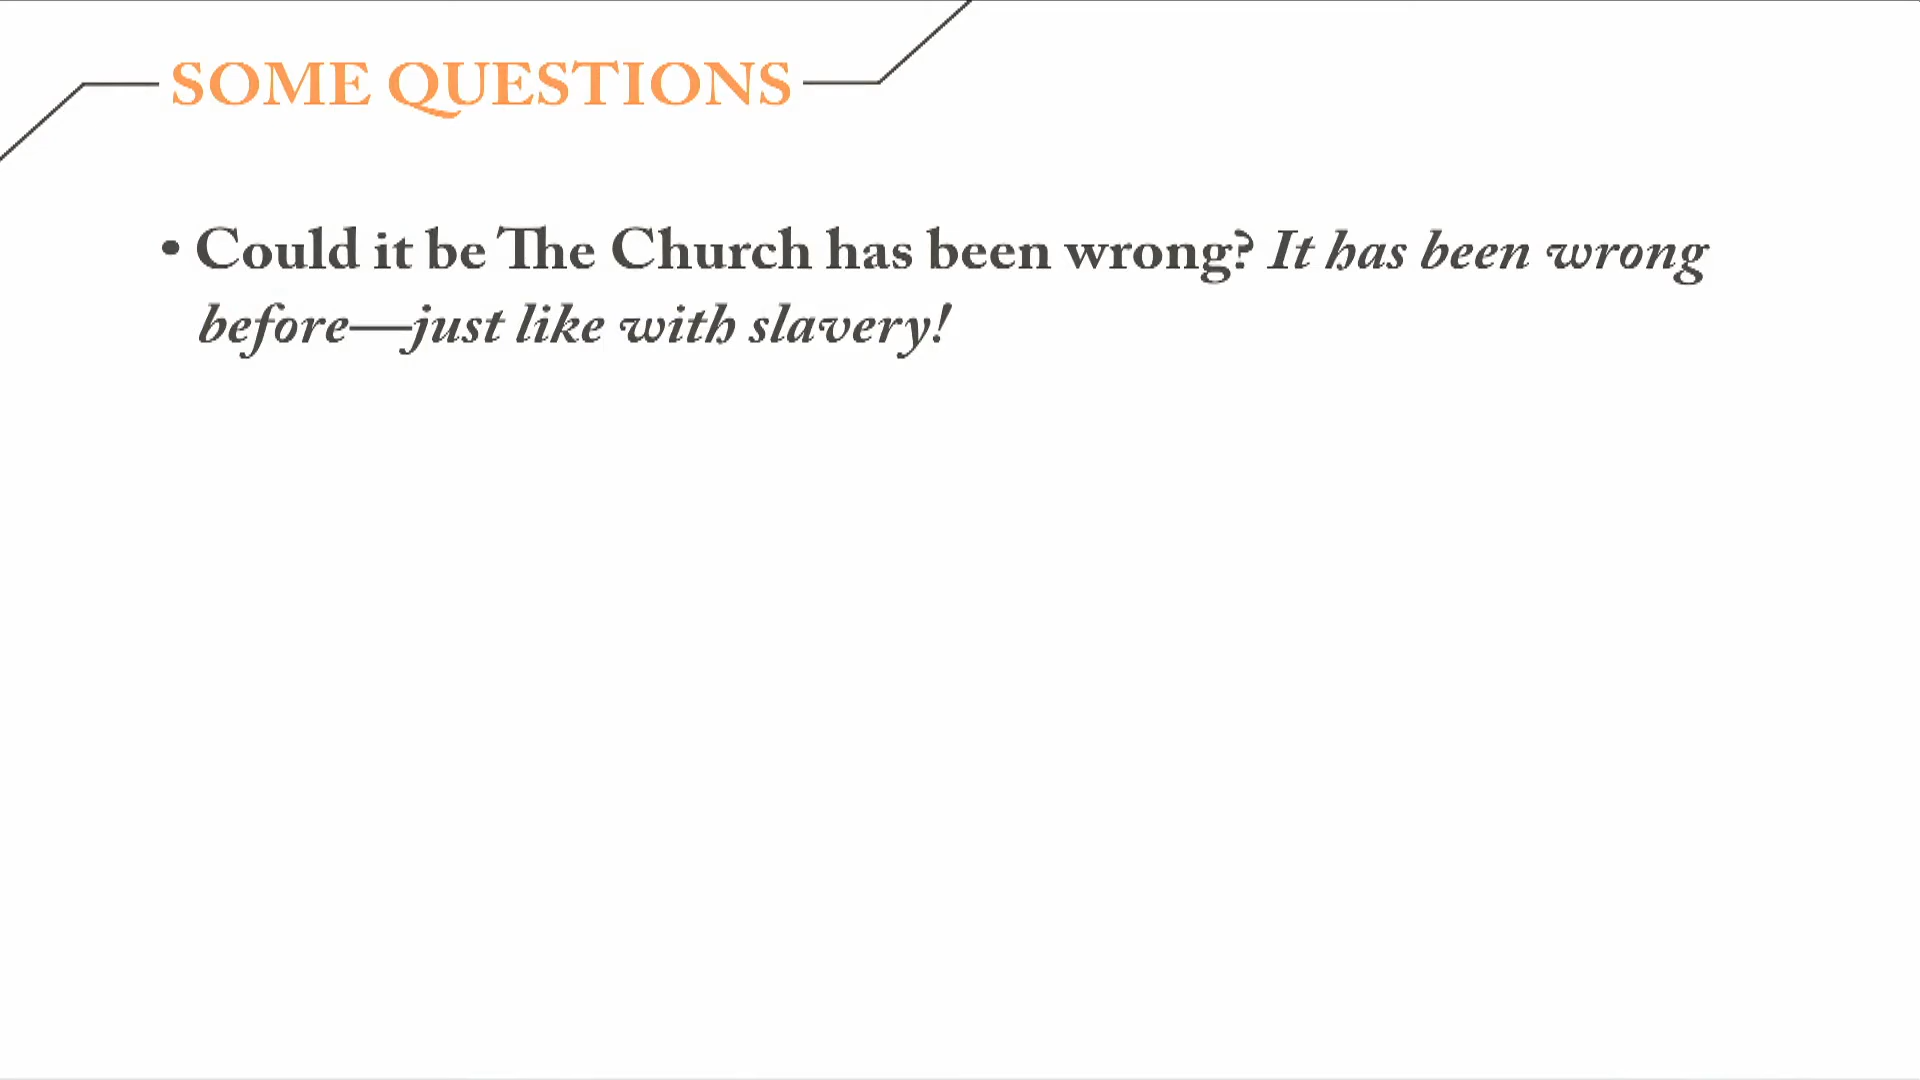 SOME QUESTIONS
• Could it be The Church has been wrong? It has been wrong
before—just like with slavery!